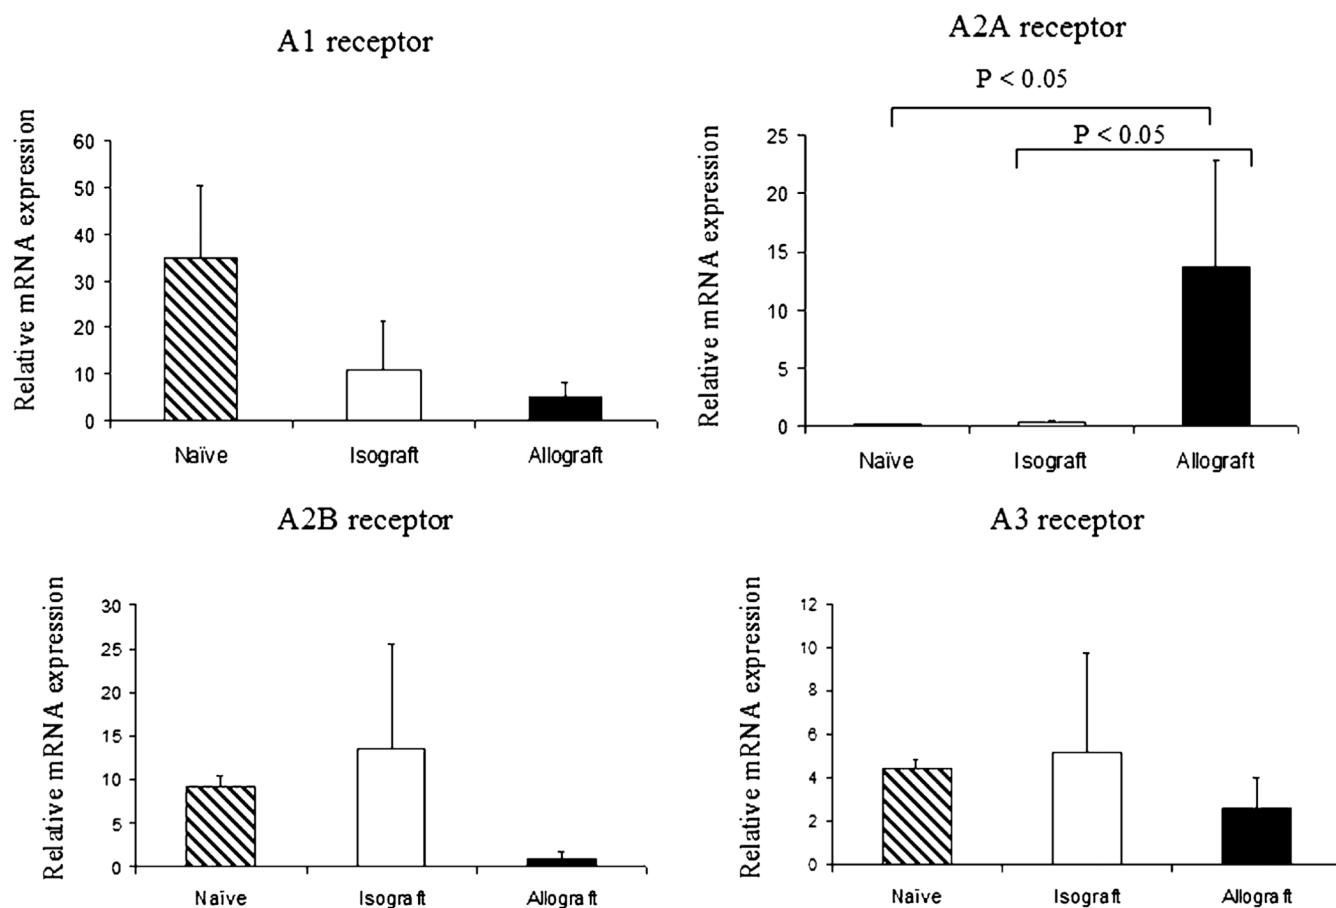 A1 receptor
Relative mRNA expression
60
50
40
30
20
10
0
Naïve Isograft Allograft
A2A receptor
P < 0.05
P < 0.05
Relative mRNA expression
25
20
15
10
5
0
Naïve Isograft Allograft
A2B receptor
Relative mRNA expression
30
25
20
15
10
5
0
Naïve Isograft Allograft
A3 receptor
Relative mRNA expression
12
10
8
6
4
2
0
Naïve Isograft Allograft